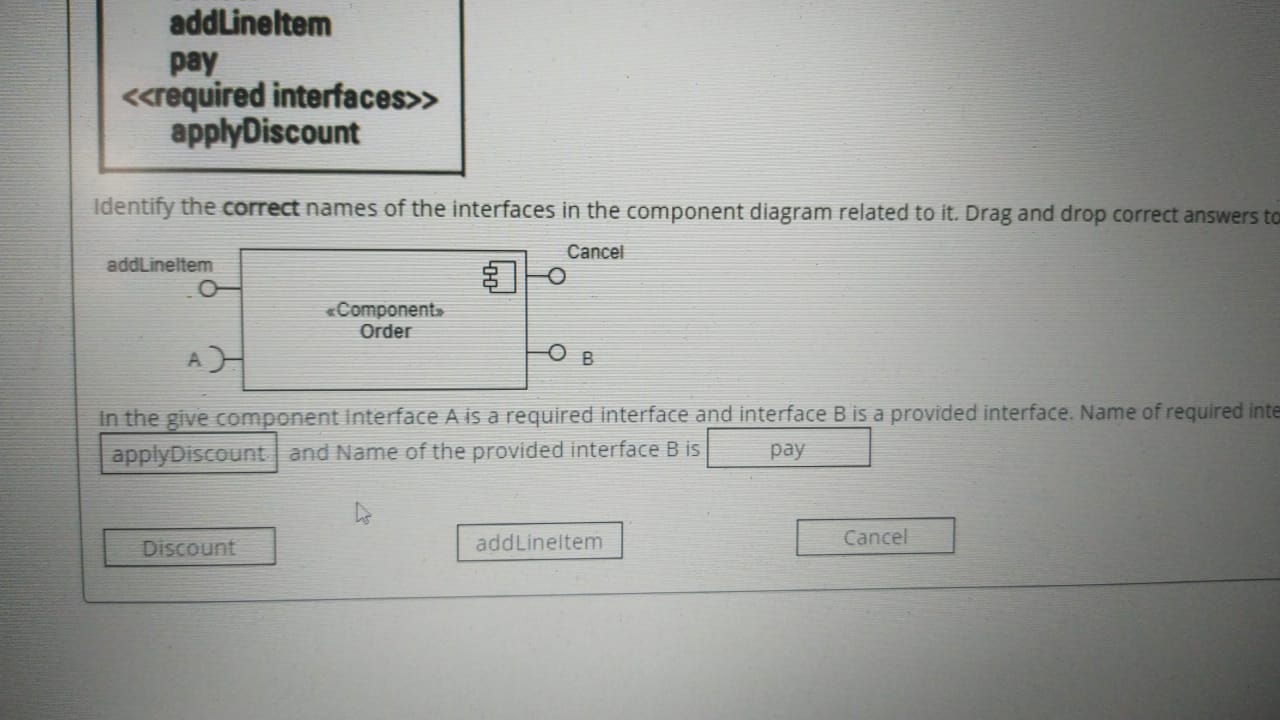 addLineItem
pay
<<required interfaces>>
applyDiscount
Identify the correct names of the interfaces in the component diagram related to it. Drag and drop correct answers to
Cancel
addLineItem
«Component»
Order
A
B
In the give component Interface A is a required interface and interface B is a provided interface. Name of required inte
applyDiscount and Name of the provided interface B is pay
Discount addLineItem Cancel